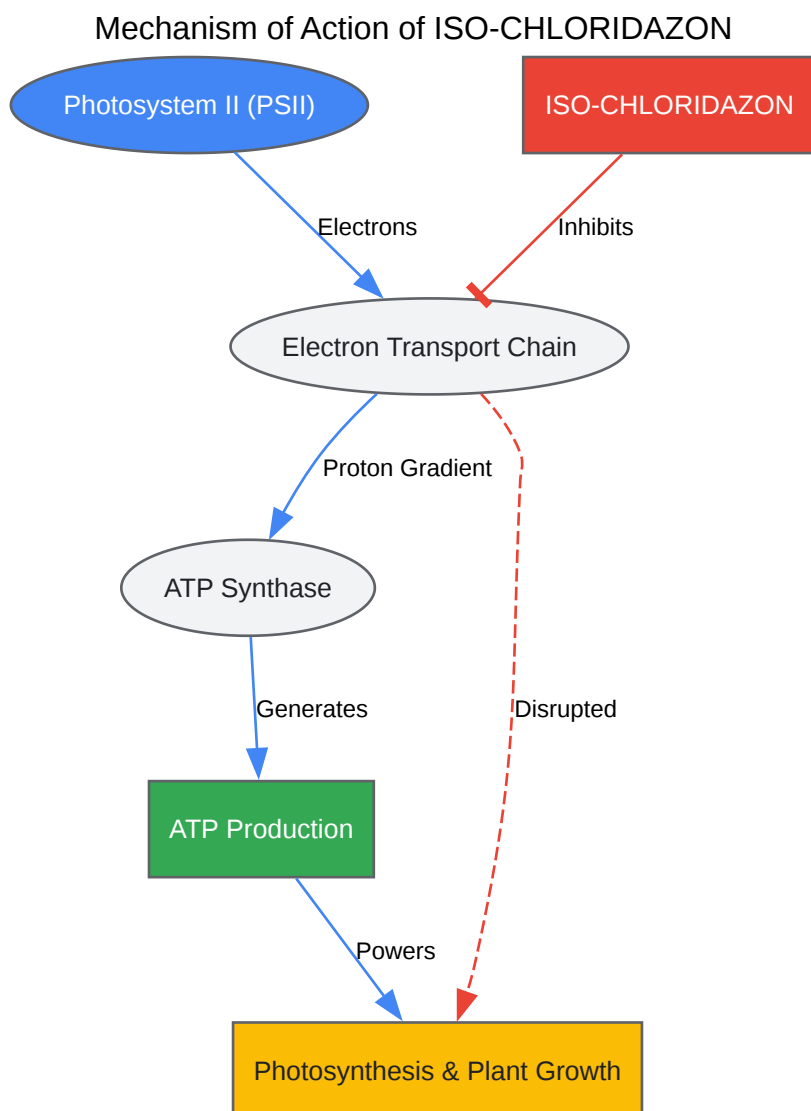 Mechanism of Action of ISO-CHLORIDAZON
Photosystem II (PSII)
ISO-CHLORIDAZON
Electrons
Inhibits
Electron Transport Chain
Proton Gradient
ATP Synthase
Generates
Disrupted
ATP Production
Powers
Photosynthesis & Plant Growth